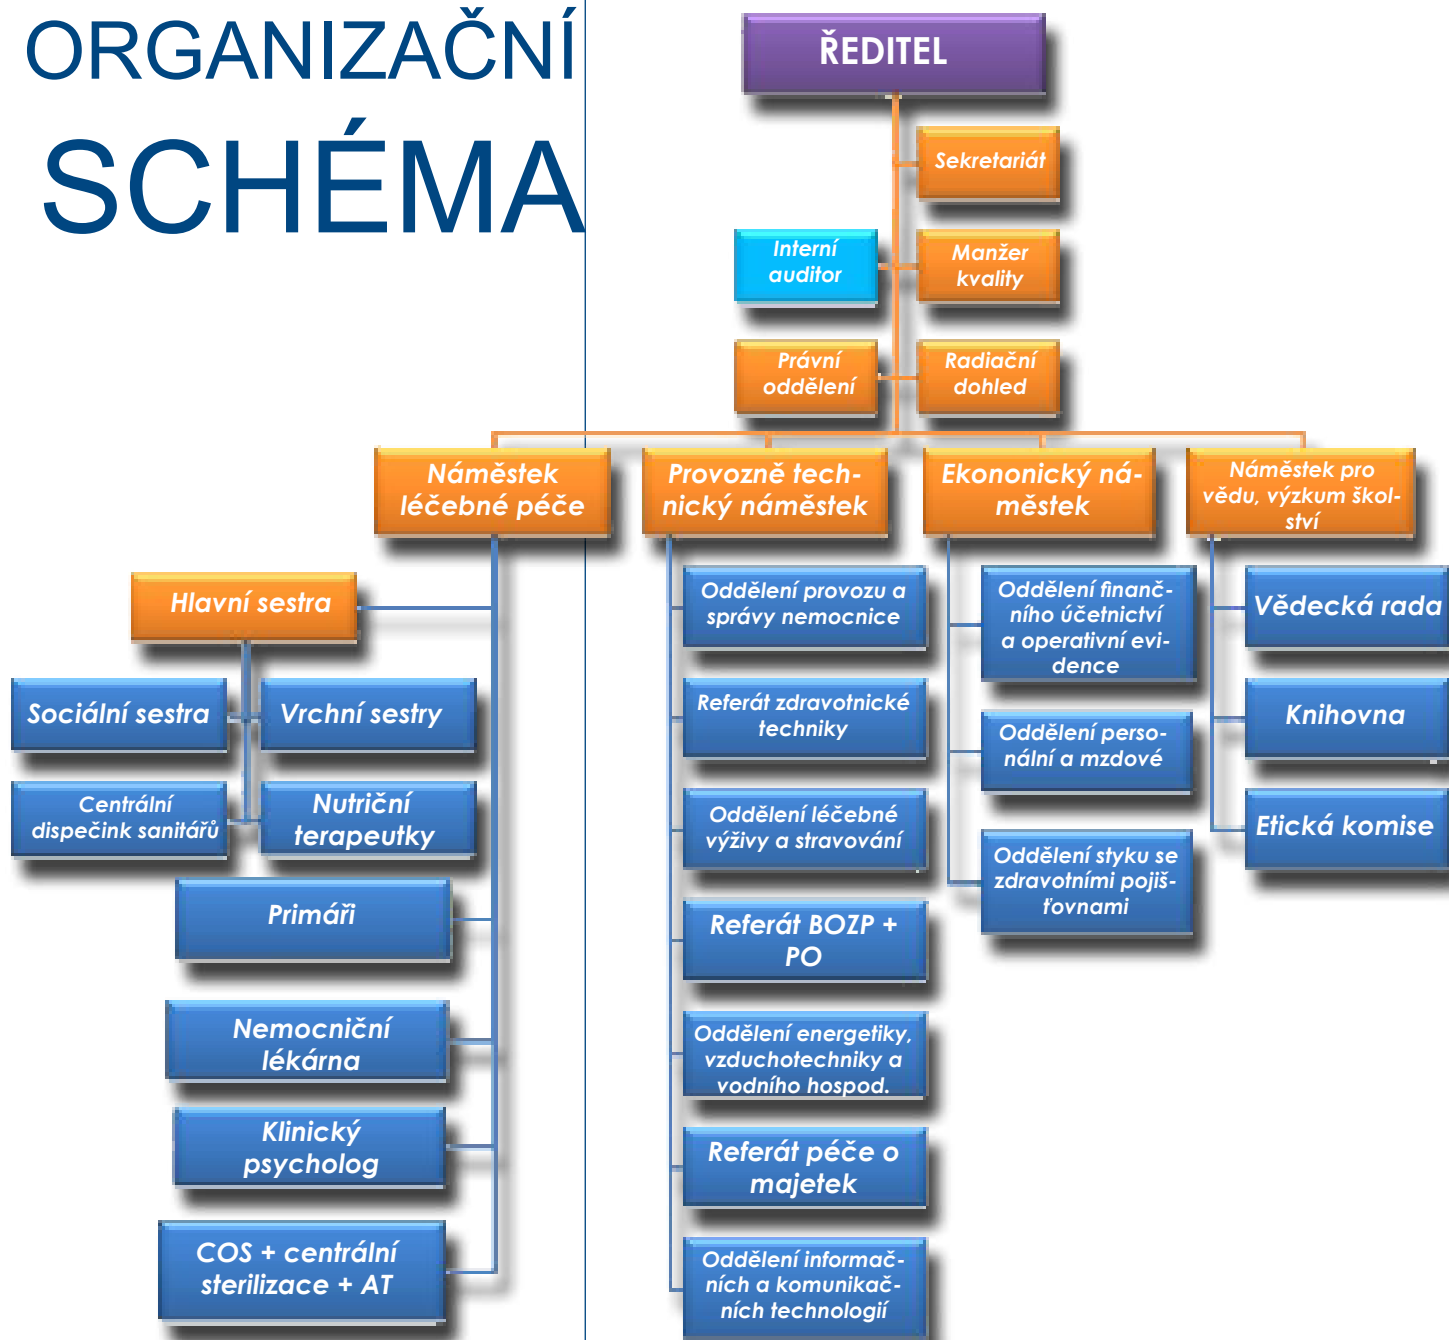 ORGANIZAČNÍ
SCHÉMA
ŘEDITEL
Sekretariát
Interní
auditor
Manžer
kvality
Právní
oddělení
Radiační
dohled
Náměstek
léčebné péče
Provozně tech-
nický náměstek
Ekononický ná-
městek
Náměstek pro
vědu, výzkum škol-
ství
Hlavní sestra
Sociální sestra
Vrchní sestry
Centrální
dispečink sanitářů
Nutriční
terapeutky
Primáři
Nemocniční
lékárna
Klinický
psycholog
COS + centrální
sterilizace + AT
Oddělení provozu a
správy nemocnice
Referát zdravotnické
techniky
Oddělení léčebné
výživy a stravování
Referát BOZP +
PO
Oddělení energetiky,
vzduchotechniky a
vodního hospod.
Referát péče o
majetek
Oddělení informač-
ních a komunikač-
ních technologií
Oddělení finanč-
ního účetnictví
a operativní evi-
dence
Oddělení perso-
nální a mzdové
Oddělení styku se
zdravotními pojiš-
ťovnami
Vědecká rada
Knihovna
Etická komise